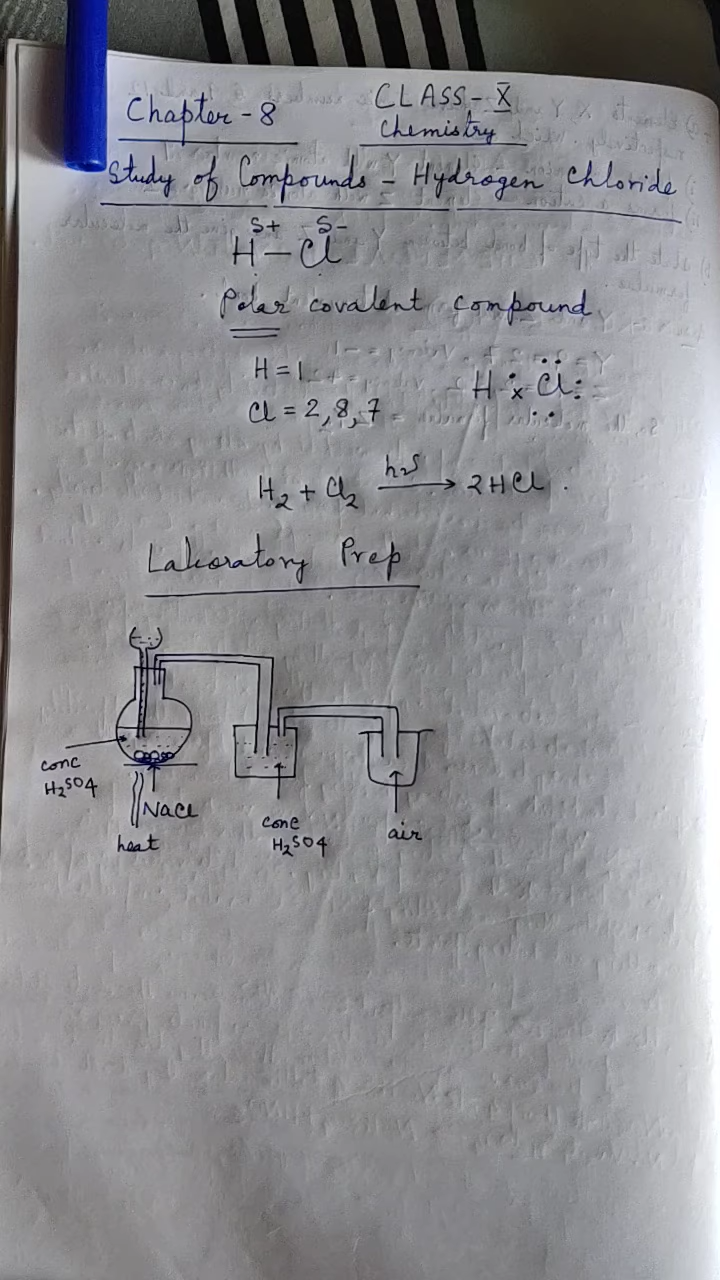 Chapter - 8
CLASS - X
Chemistry
Study of Compounds - Hydrogen Chloride
δ+ δ-
H - Cl
Polar covalent compound
H = 1
Cl = 2, 8, 7
H ẋ Cl:
H₂ + Cl₂ hν → 2HCl.
Laboratory Prep
conc
H₂SO₄
NaCl
heat
conc
H₂SO₄
air